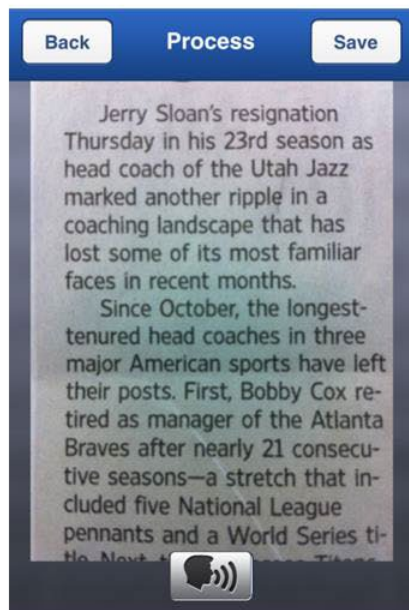 Back Process Save
Jerry Sloan's resignation
Thursday in his 23rd season as
head coach of the Utah Jazz
marked another ripple in a
coaching landscape that has
lost some of its most familiar
faces in recent months.
Since October, the longest-
tenured head coaches in three
major American sports have left
their posts. First, Bobby Cox re-
tired as manager of the Atlanta
Braves after nearly 21 consecu-
tive seasons—a stretch that in-
cluded five National League
pennants and a World Series ti-
tle Next